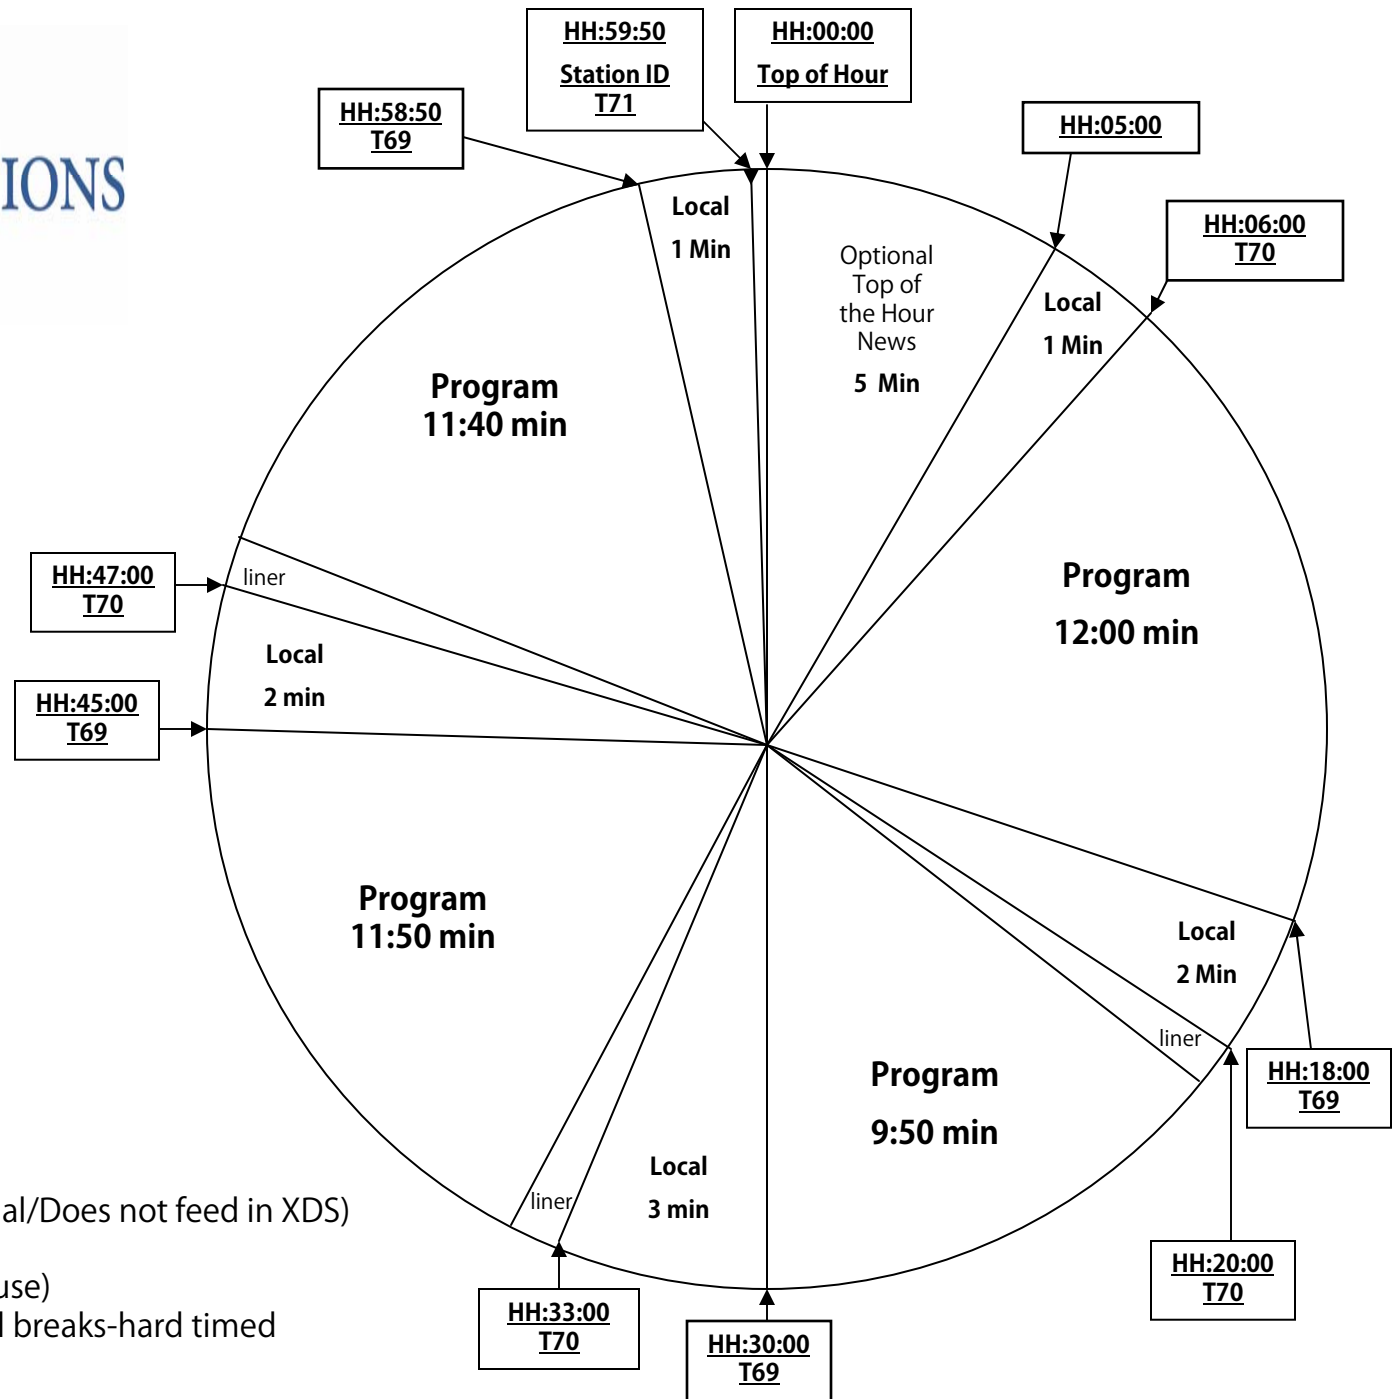 HH:59:50
Station ID
T71
HH:00:00
Top of Hour
HH:58:50
T69
HH:05:00
IONS
HH:06:00
T70
Local
1 Min
Optional
Top of
the Hour
News
5 Min
Local
1 Min
Program
11:40 min
Program
12:00 min
HH:47:00
T70
liner
Local
2 min
HH:45:00
T69
Program
11:50 min
Local
2 Min
liner
HH:18:00
T69
Program
9:50 min
Local
3 min
liner
HH:20:00
T70
HH:33:00
T70
HH:30:00
T69
al/Does not feed in XDS)
use)
l breaks-hard timed